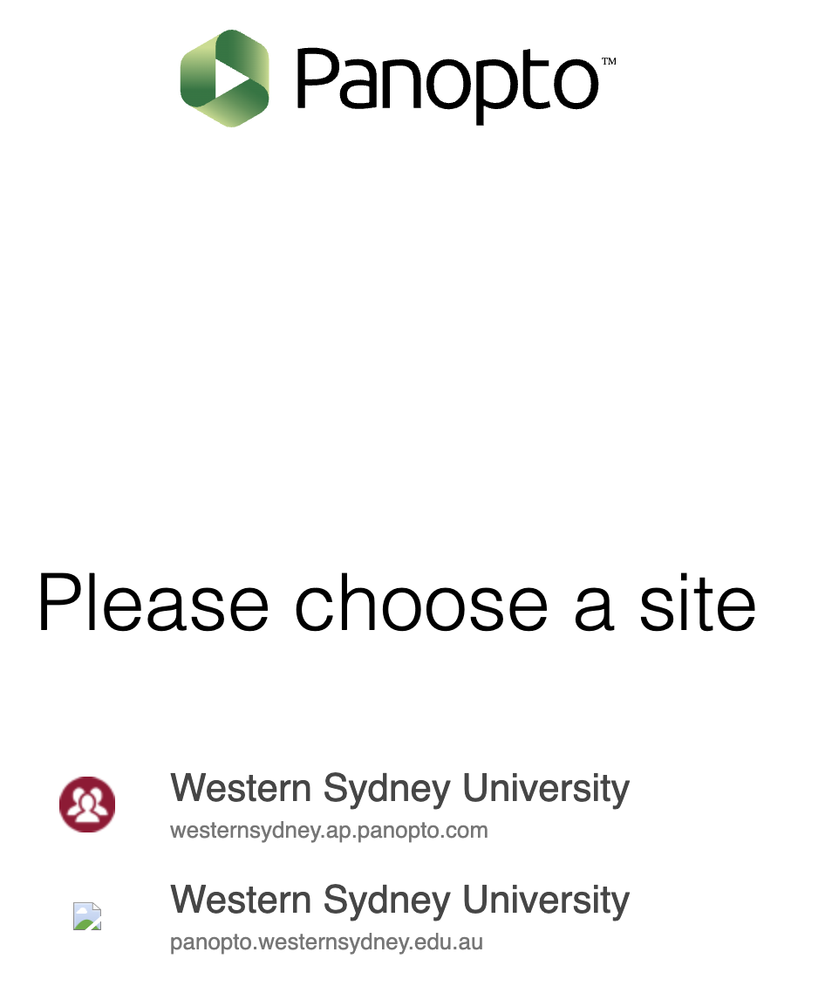 Panopto™
Please choose a site
Western Sydney University
westernsydney.ap.panopto.com
Western Sydney University
panopto.westernsydney.edu.au